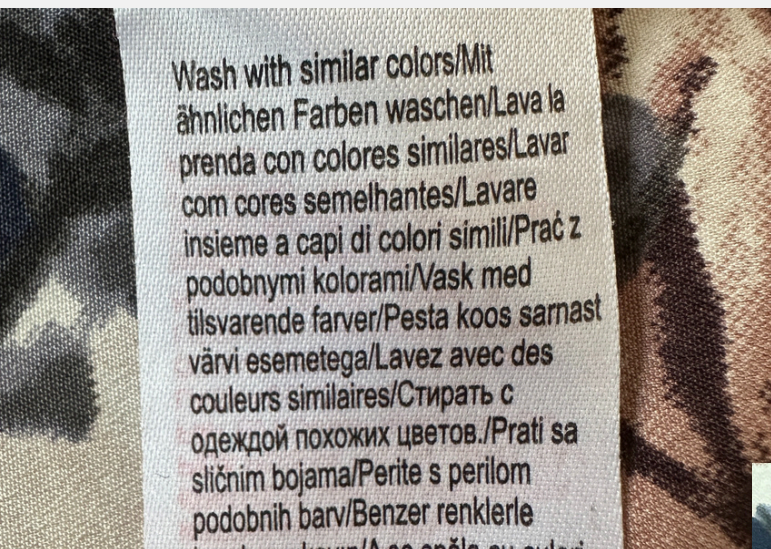 Wash with similar colors/Mit
ähnlichen Farben waschen/Lava la
prenda con colores similares/Lavar
com cores semelhantes/Lavare
insieme a capi di colori simili/Prać z
podobnymi kolorami/Vask med
tilsvarende farver/Pesta koos sarnast
värvi esemetega/Lavez avec des
couleurs similaires/Стирать с
одеждой похожих цветов./Prati sa
sličnim bojama/Perite s perilom
podobnih barv/Benzer renklerle